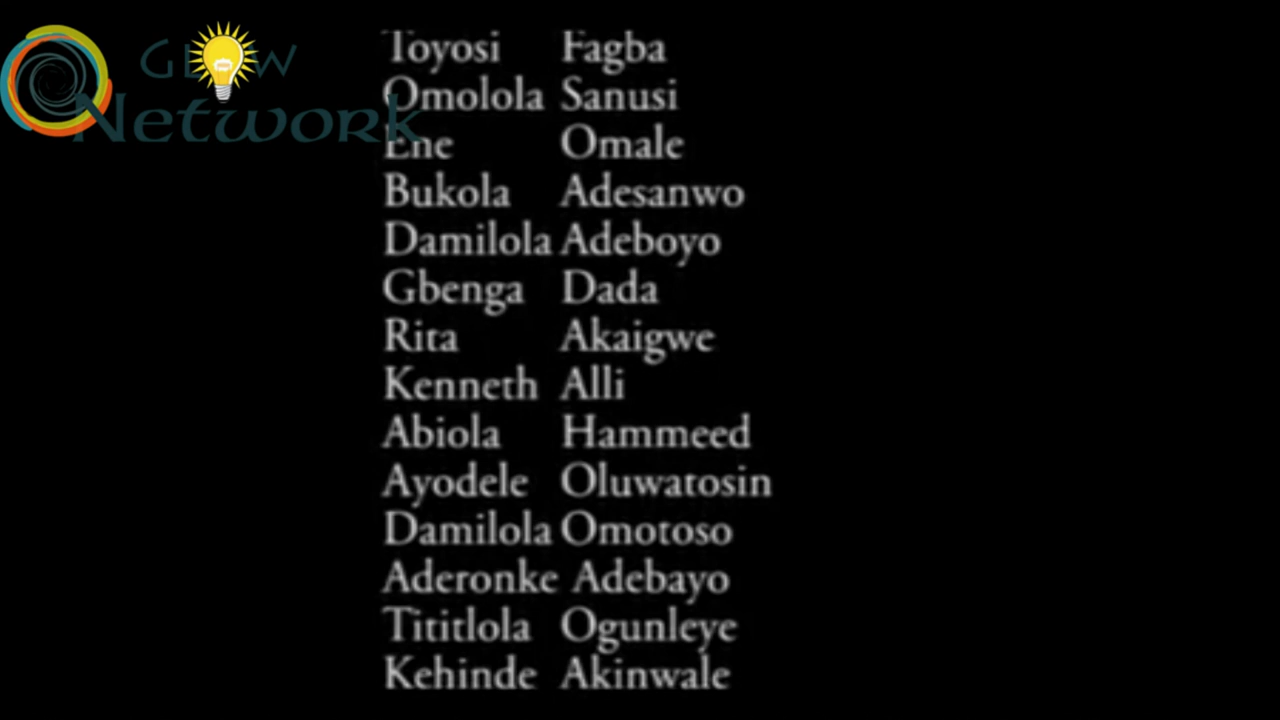 GLOW
Network
Toyosi Fagba
Omolola Sanusi
Ene Omale
Bukola Adesanwo
Damilola Adeboyo
Gbenga Dada
Rita Akaigwe
Kenneth Alli
Abiola Hammeed
Ayodele Oluwatosin
Damilola Omotoso
Aderonke Adebayo
Tititlola Ogunleye
Kehinde Akinwale